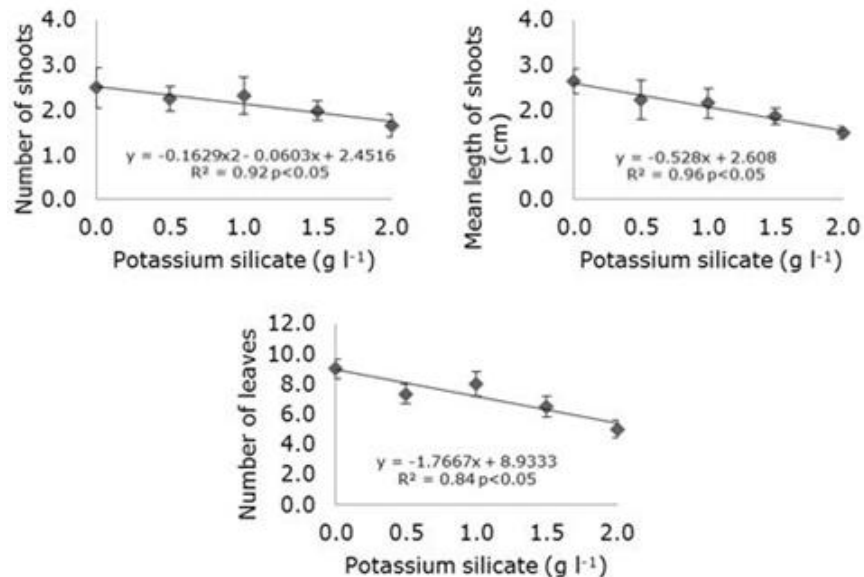 Number of shoots
4.0
3.0
2.0
1.0
0.0
y = -0.1629x2 - 0.0603x + 2.4516
R² = 0.92 p<0.05
0.0 0.5 1.0 1.5 2.0
Potassium silicate (g l⁻¹)
Mean legth of shoots
(cm)
4.0
3.0
2.0
1.0
0.0
y = -0.528x + 2.608
R² = 0.96 p<0.05
0.0 0.5 1.0 1.5 2.0
Potassium silicate (g l⁻¹)
Number of leaves
12.0
10.0
8.0
6.0
4.0
2.0
0.0
y = -1.7667x + 8.9333
R² = 0.84 p<0.05
0.0 0.5 1.0 1.5 2.0
Potassium silicate (g l⁻¹)